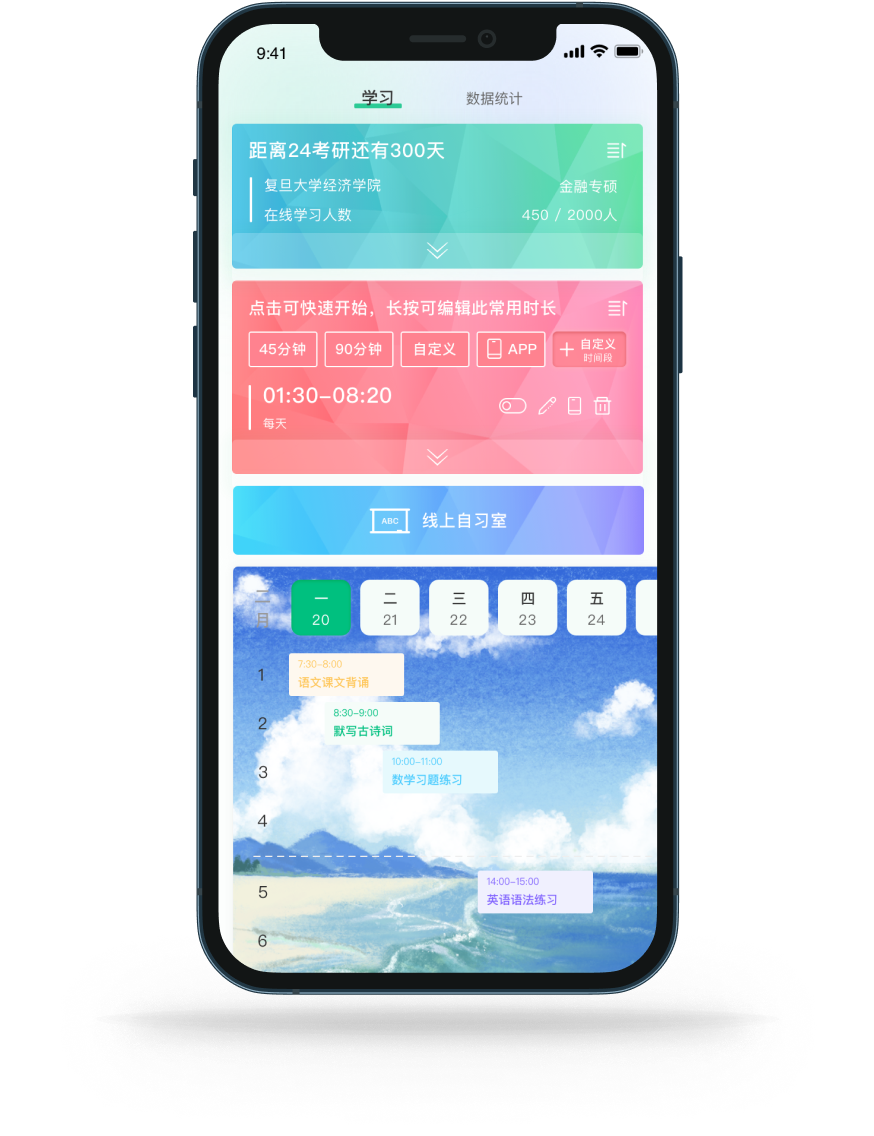 9:41
学习
数据统计
距离24考研还有300天
复旦大学经济学院
金融专硕
在线学习人数
450 / 2000人
点击可快速开始，长按可编辑此常用时长
45分钟
90分钟
自定义
APP
自定义
时间段
01:30-08:20
每天
ABC
线上自习室
二
月
一
20
二
21
三
22
四
23
五
24
1
7:30-8:00
语文课文背诵
2
8:30-9:00
默写古诗词
3
10:00-11:00
数学习题练习
4
5
14:00-15:00
英语语法练习
6